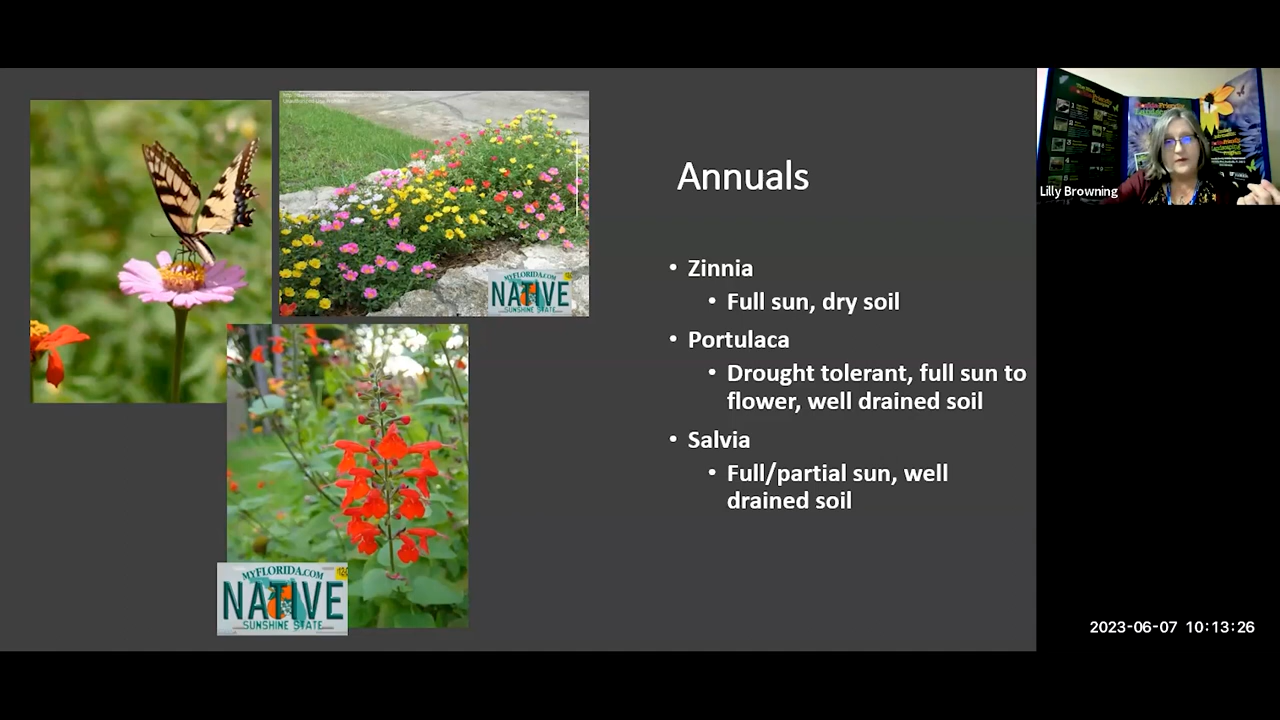 Annuals
• Zinnia
• Full sun, dry soil
• Portulaca
• Drought tolerant, full sun to
flower, well drained soil
• Salvia
• Full/partial sun, well
drained soil
MYFLORIDA.COM
NATIVE
SUNSHINE STATE
MYFLORIDA.COM
NATIVE
SUNSHINE STATE
Lilly Browning
2023-06-07 10:13:26